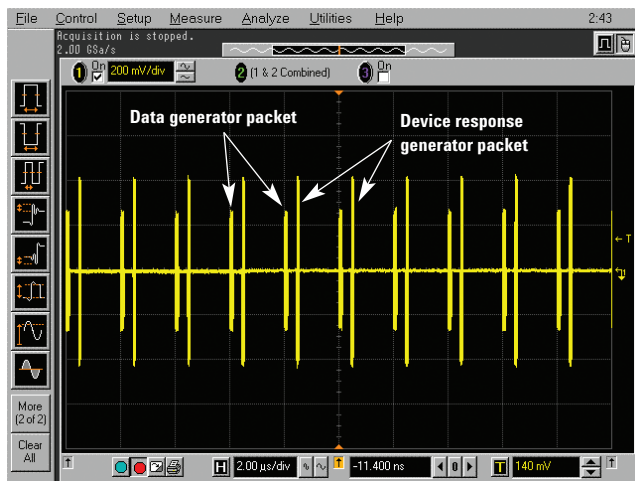 File Control Setup Measure Analyze Utilities Help 2:43
Acquisition is stopped.
2.00 GSa/s
1 On 200 mV/div 2 (1 & 2 Combined) 3 On
Data generator packet
Device response
generator packet
T
More
(2 of 2)
Clear
All
H 2.00 µs/div T -11.400 ns 0 T 140 mV